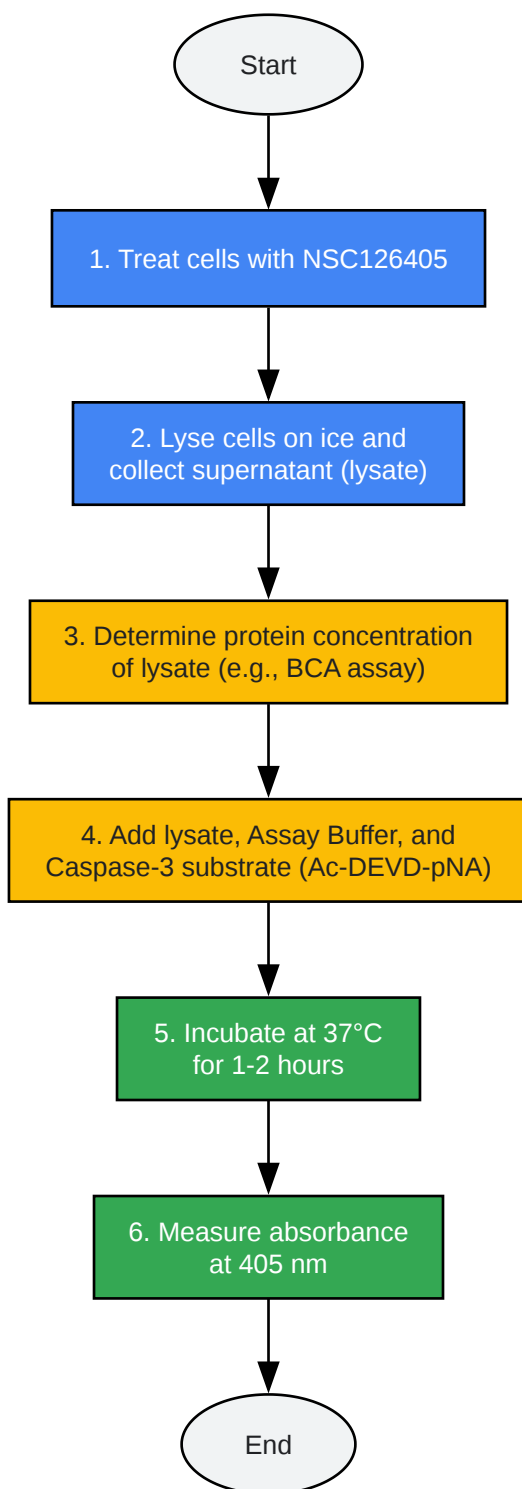 Start
1. Treat cells with NSC126405
2. Lyse cells on ice and
collect supernatant (lysate)
3. Determine protein concentration
of lysate (e.g., BCA assay)
4. Add lysate, Assay Buffer, and
Caspase-3 substrate (Ac-DEVD-pNA)
5. Incubate at 37°C
for 1-2 hours
6. Measure absorbance
at 405 nm
End